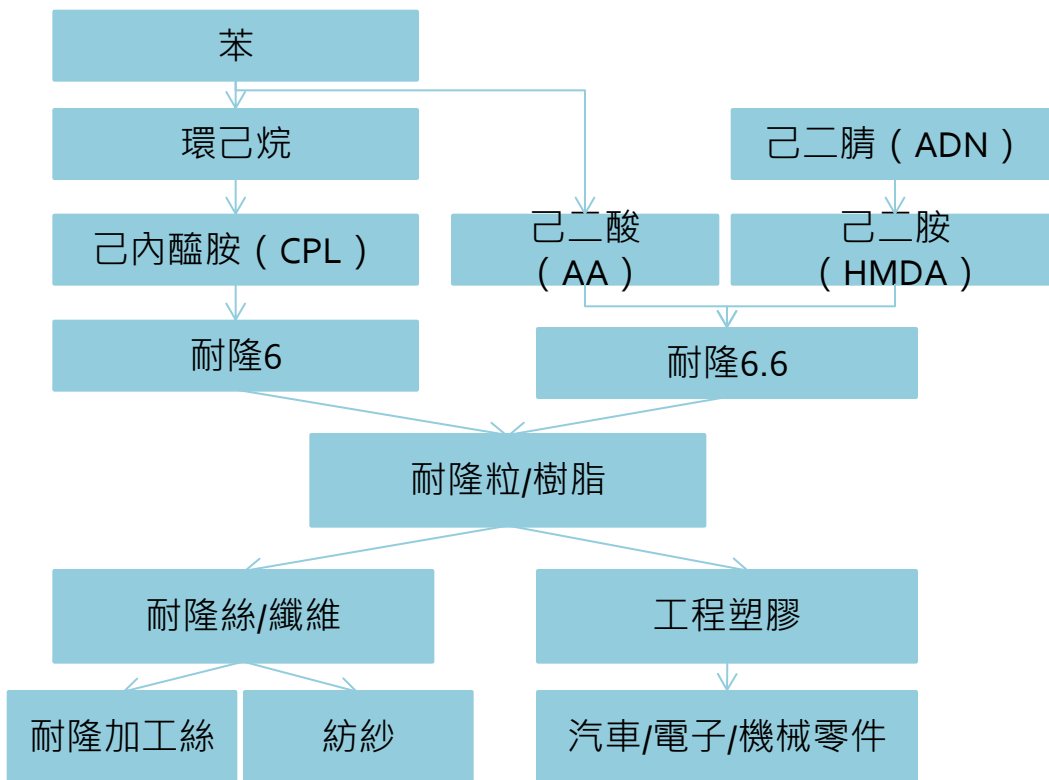 苯
環己烷
己二腈（ADN）
己內醯胺（CPL）
己二酸
（AA）
己二胺
（HMDA）
耐隆6
耐隆6.6
耐隆粒/樹脂
耐隆絲/纖維
工程塑膠
耐隆加工絲
紡紗
汽車/電子/機械零件